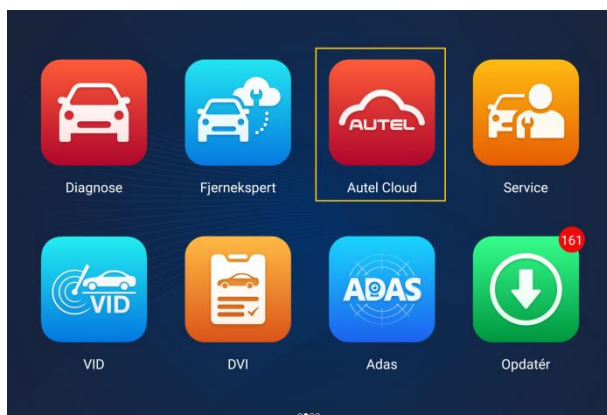 AUTEL
Diagnose
Fjernekspert
Autel Cloud
Service
161
VID
ADAS
VID
DVI
Adas
Opdatér